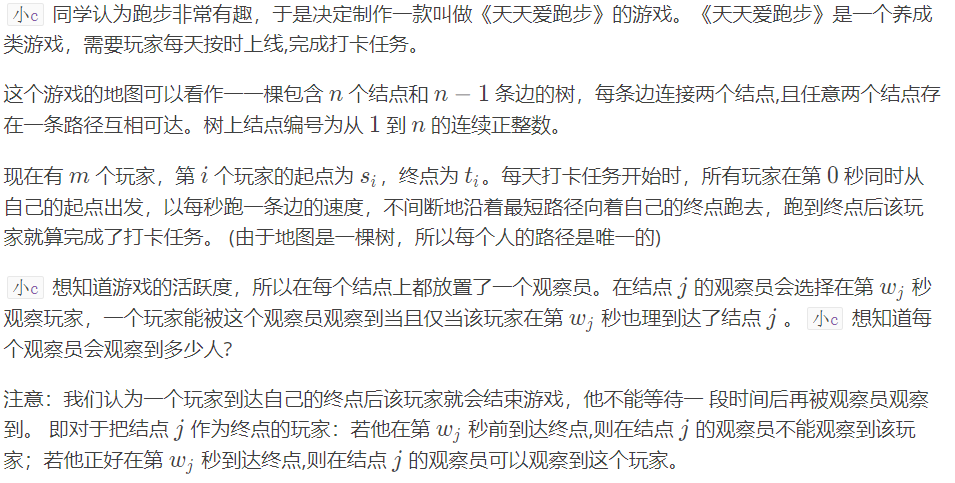 小c 同学认为跑步非常有趣，于是决定制作一款叫做《天天爱跑步》的游戏。《天天爱跑步》是一个养成
类游戏，需要玩家每天按时上线,完成打卡任务。
这个游戏的地图可以看作一一棵包含 n 个结点和 n − 1 条边的树，每条边连接两个结点,且任意两个结点存
在一条路径互相可达。树上结点编号为从 1 到 n 的连续正整数。
现在有 m 个玩家，第 i 个玩家的起点为 sᵢ，终点为 tᵢ。每天打卡任务开始时，所有玩家在第 0 秒同时从
自己的起点出发，以每秒跑一条边的速度，不间断地沿着最短路径向着自己的终点跑去，跑到终点后该玩
家就算完成了打卡任务。 (由于地图是一棵树，所以每个人的路径是唯一的)
小c 想知道游戏的活跃度，所以在每个结点上都放置了一个观察员。在结点 j 的观察员会选择在第 wⱼ 秒
观察玩家，一个玩家能被这个观察员观察到当且仅当该玩家在第 wⱼ 秒也理到达了结点 j 。 小c 想知道每
个观察员会观察到多少人?
注意：我们认为一个玩家到达自己的终点后该玩家就会结束游戏，他不能等待一 段时间后再被观察员观察
到。 即对于把结点 j 作为终点的玩家：若他在第 wⱼ 秒前到达终点,则在结点 j 的观察员不能观察到该玩
家；若他正好在第 wⱼ 秒到达终点,则在结点 j 的观察员可以观察到这个玩家。